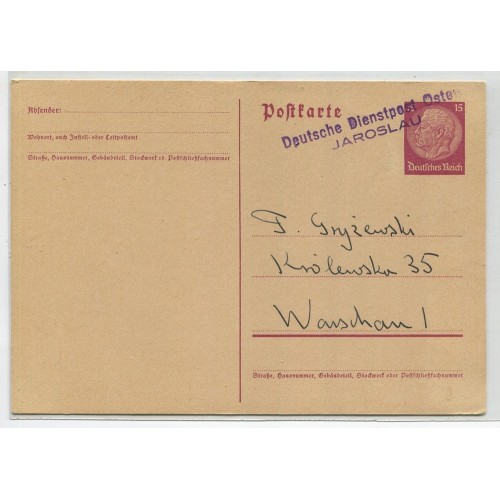 Absender:
Wohnort, auch Zustell- oder Leitpostamt
Straße, Hausnummer, Gebäudeteil, Stockwerk od. Postschließfachnummer
Postkarte
Deutsche Dienstpost Osten
JAROSLAU
15
Deutsches Reich
F. Gryżewski
Królewska 35
Warschau 1
Straße, Hausnummer, Gebäudeteil, Stockwerk oder Postschließfachnummer